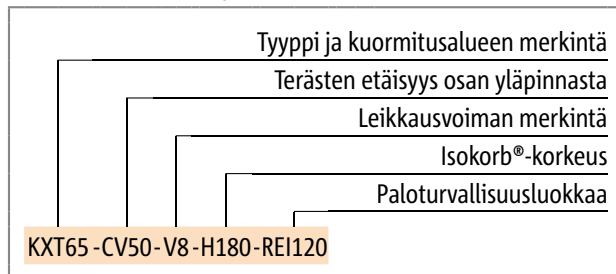 Tyyppi ja kuormitusalueen merkintä
Terästen etäisyys osan yläpinnasta
Leikkausvoiman merkintä
Isokorb®-korkeus
Paloturvallisuusluokkaa
KXT65 -CV50- V8 -H180 -REI120